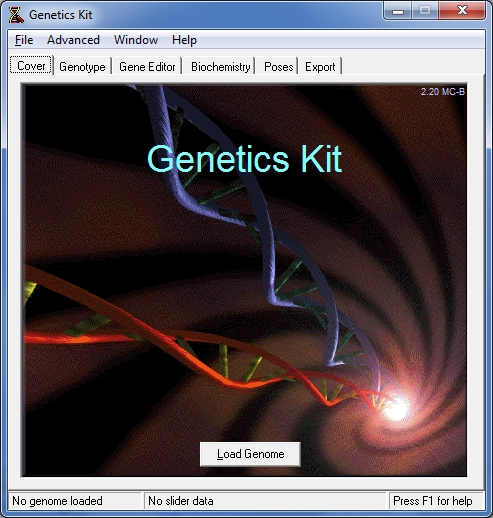 Genetics Kit
File Advanced Window Help
Cover Genotype Gene Editor Biochemistry Poses Export
2.20 MC-B
Genetics Kit
Load Genome
No genome loaded No slider data Press F1 for help